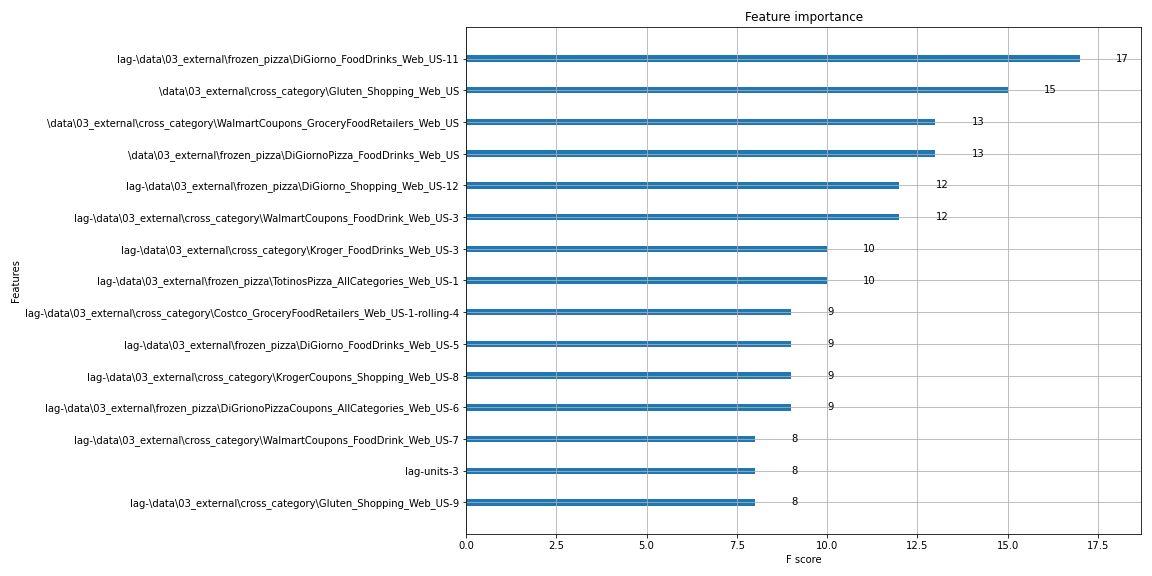 Feature importance
lag-\data\03_external\frozen_pizza\DiGiorno_FoodDrinks_Web_US-11 17
\data\03_external\cross_category\Gluten_Shopping_Web_US 15
\data\03_external\cross_category\WalmartCoupons_GroceryFoodRetailers_Web_US 13
\data\03_external\frozen_pizza\DiGiornoPizza_FoodDrinks_Web_US 13
lag-\data\03_external\frozen_pizza\DiGiorno_Shopping_Web_US-12 12
lag-\data\03_external\cross_category\WalmartCoupons_FoodDrink_Web_US-3 12
lag-\data\03_external\cross_category\Kroger_FoodDrinks_Web_US-3 10
lag-\data\03_external\frozen_pizza\TotinosPizza_AllCategories_Web_US-1 10
lag-\data\03_external\cross_category\Costco_GroceryFoodRetailers_Web_US-1-rolling-4 9
lag-\data\03_external\frozen_pizza\DiGiorno_FoodDrinks_Web_US-5 9
lag-\data\03_external\cross_category\KrogerCoupons_Shopping_Web_US-8 9
lag-\data\03_external\frozen_pizza\DiGrionoPizzaCoupons_AllCategories_Web_US-6 9
lag-\data\03_external\cross_category\WalmartCoupons_FoodDrink_Web_US-7 8
lag-units-3 8
lag-\data\03_external\cross_category\Gluten_Shopping_Web_US-9 8
Features
0.0 2.5 5.0 7.5 10.0 12.5 15.0 17.5
F score